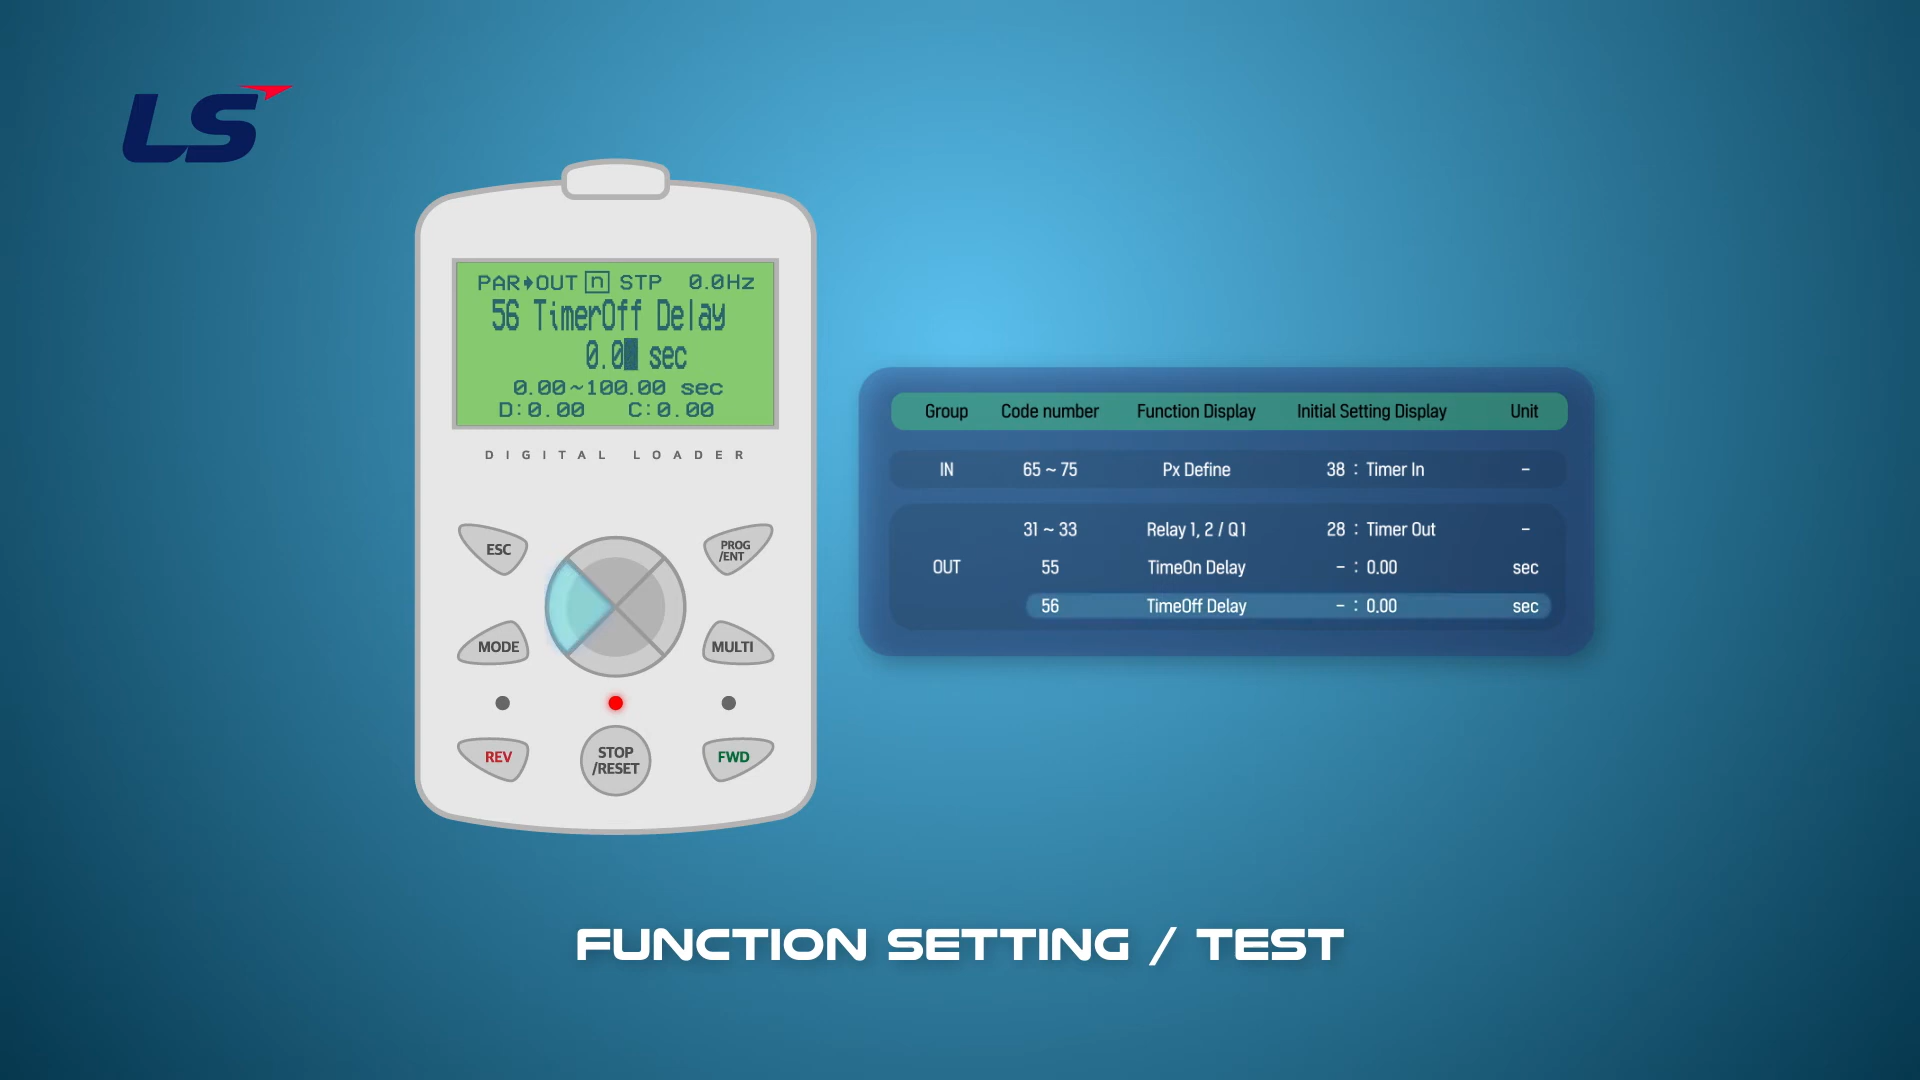 LS
PAR➧OUT n STP 0.0Hz
56 TimerOff Delay
0.0 sec
0.00~100.00 sec
D:0.00 C:0.00
DIGITAL LOADER
ESC
PROG
/ENT
MODE
MULTI
REV
STOP
/RESET
FWD
Group Code number Function Display Initial Setting Display Unit
IN 65 ~ 75 Px Define 38 : Timer In -
OUT
31 ~ 33 Relay 1, 2 / Q1 28 : Timer Out -
55 TimeOn Delay - : 0.00 sec
56 TimeOff Delay - : 0.00 sec
FUNCTION SETTING / TEST